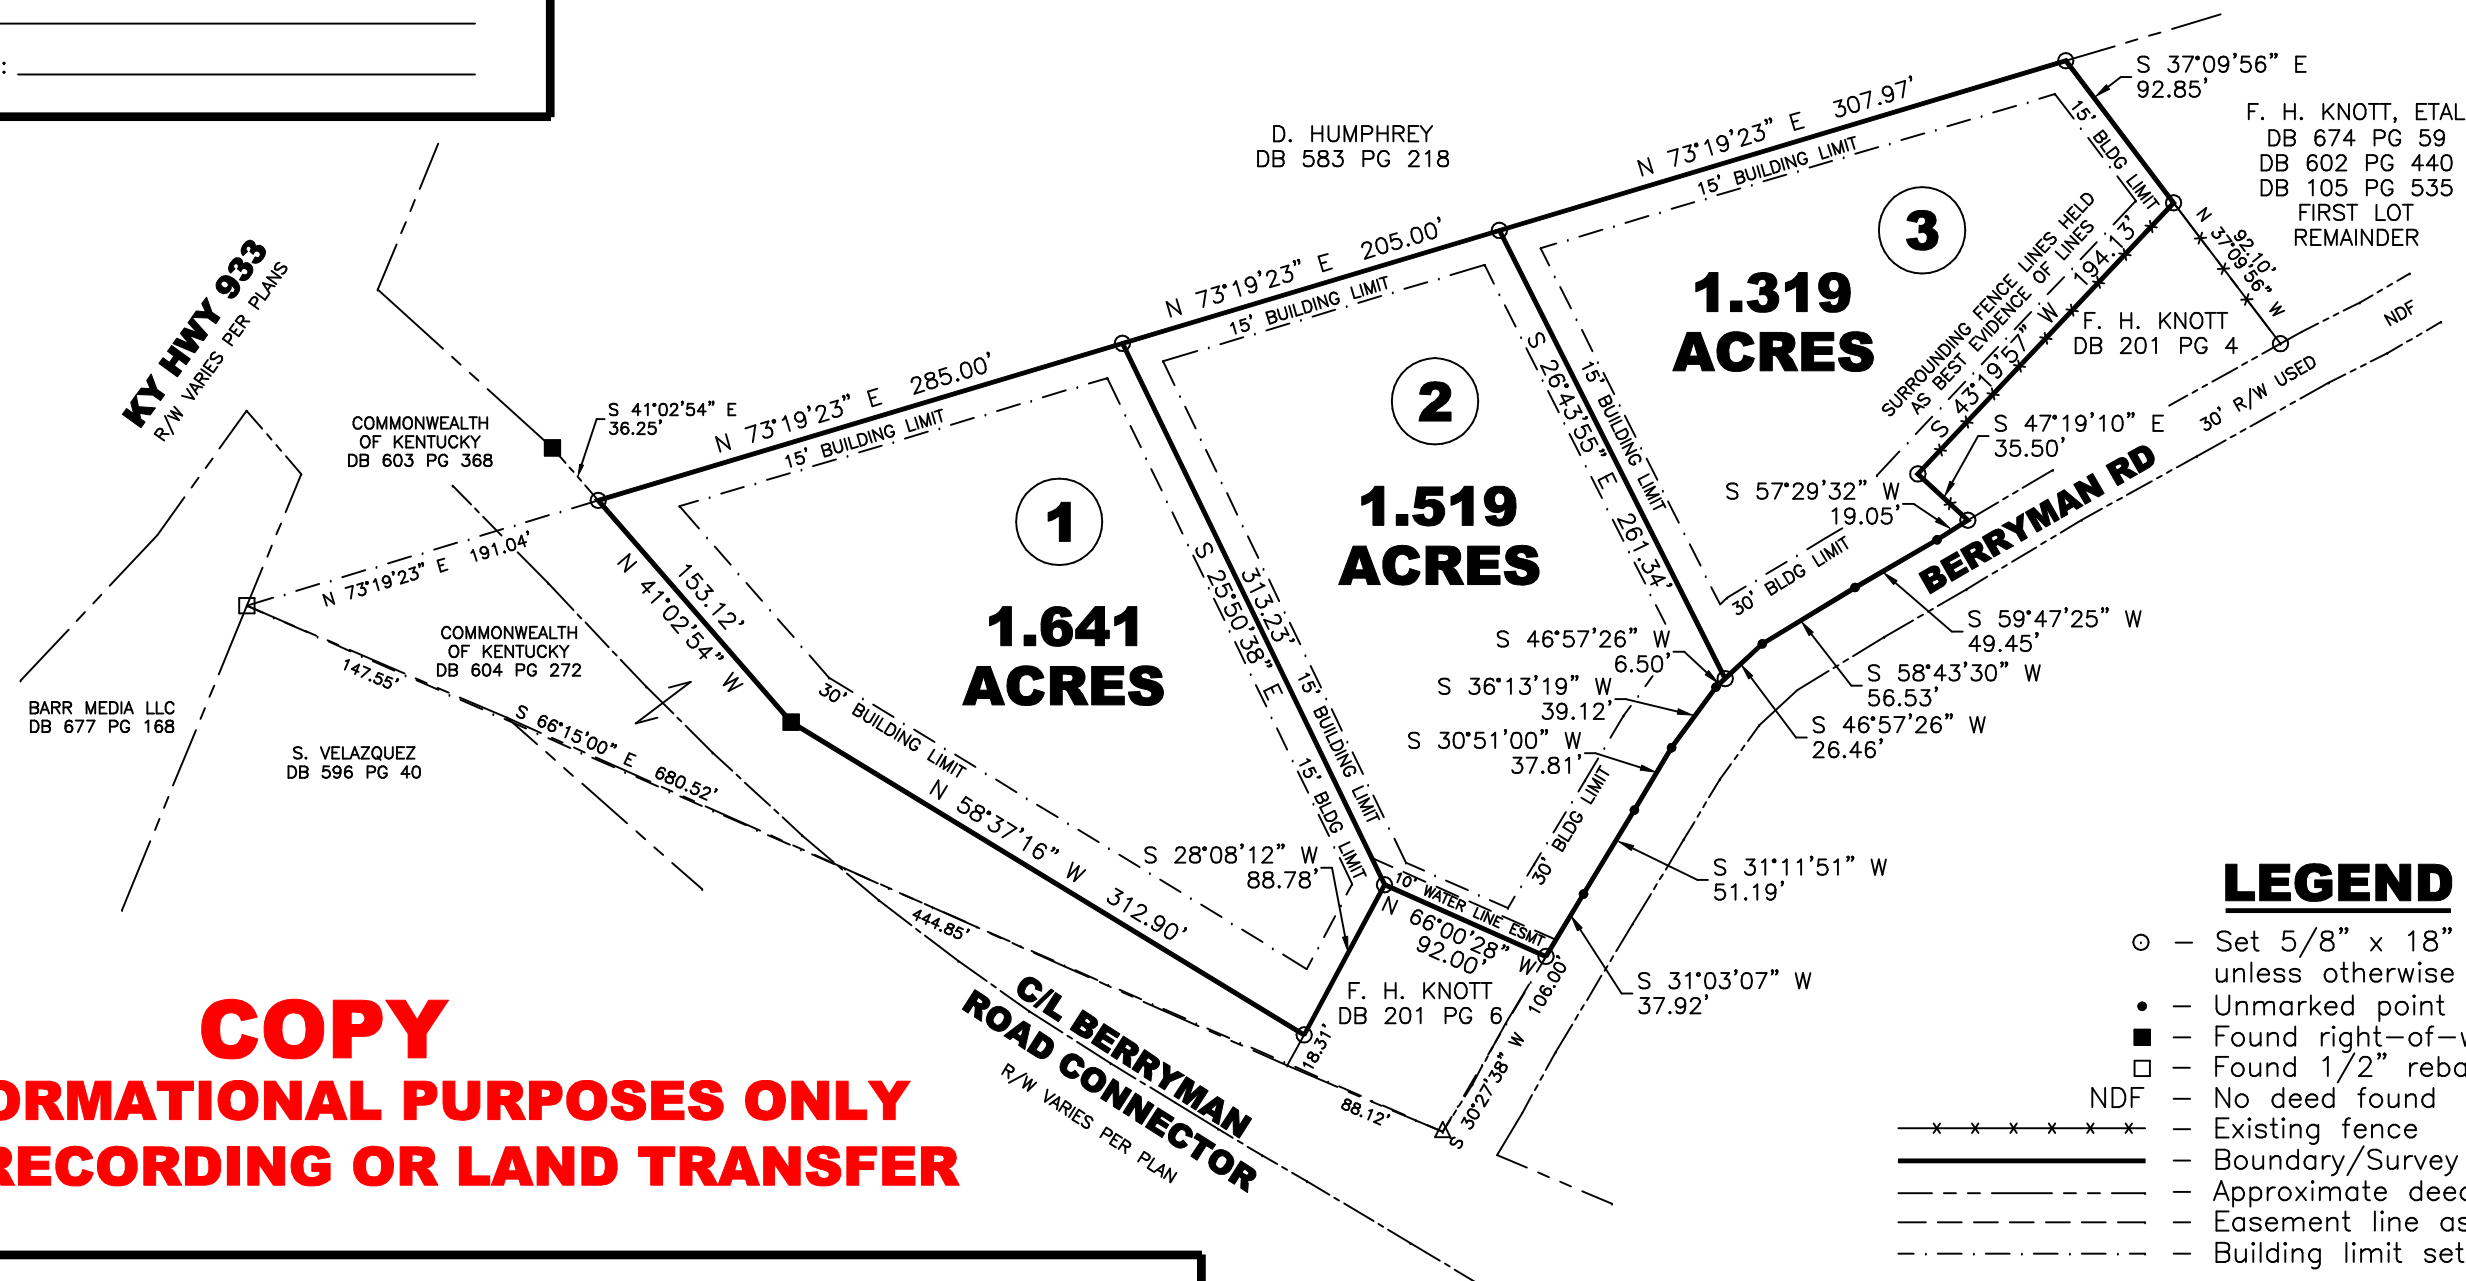 :
D. HUMPHREY
DB 583 PG 218
S 37°09'56" E
92.85'
F. H. KNOTT, ETAL
DB 674 PG 59
DB 602 PG 440
DB 105 PG 535
FIRST LOT
REMAINDER
N 73°19'23" E 307.97'
15' BUILDING LIMIT
15' BLDG LIMIT
3
1.319
ACRES
SURROUNDING FENCE LINES HELD
AS BEST EVIDENCE OF LINES
S 43°19'57" W 194.13'
N 37°09'56" W
92.10'
F. H. KNOTT
DB 201 PG 4
NDF
30' R/W USED
BERRYMAN RD
S 47°19'10" E
35.50'
S 57°29'32" W
19.05'
30' BLDG LIMIT
S 59°47'25" W
49.45'
S 58°43'30" W
56.53'
S 46°57'26" W
26.46'
N 73°19'23" E 205.00'
15' BUILDING LIMIT
S 26°43'55" E 261.34'
15' BUILDING LIMIT
2
1.519
ACRES
S 46°57'26" W
6.50'
S 36°13'19" W
39.12'
S 30°51'00" W
37.81'
30' BLDG LIMIT
S 31°11'51" W
51.19'
S 31°03'07" W
37.92'
KY HWY 933
R/W VARIES PER PLANS
COMMONWEALTH
OF KENTUCKY
DB 603 PG 368
S 41°02'54" E
36.25'
N 73°19'23" E 285.00'
15' BUILDING LIMIT
1
1.641
ACRES
S 25°50'38" E
313.23'
15' BUILDING LIMIT
15' BLDG LIMIT
N 73°19'23" E 191.04'
N 41°02'54" W
153.12'
COMMONWEALTH
OF KENTUCKY
DB 604 PG 272
147.55'
BARR MEDIA LLC
DB 677 PG 168
S. VELAZQUEZ
DB 596 PG 40
S 66°15'00" E 680.52'
30' BUILDING LIMIT
N 58°37'16" W 312.90'
S 28°08'12" W
88.78'
10' WATER LINE ESMT
N 66°00'28" W
92.00'
F. H. KNOTT
DB 201 PG 6
444.85'
18.31'
88.12'
S 30°27'38" W 106.00'
C/L BERRYMAN
ROAD CONNECTOR
R/W VARIES PER PLAN
COPY
ORMATIONAL PURPOSES ONLY
RECORDING OR LAND TRANSFER
LEGEND
– Set 5/8" x 18"
unless otherwise
– Unmarked point
– Found right-of-w
– Found 1/2" reba
NDF – No deed found
– Existing fence
– Boundary/Survey
– Approximate deed
– Easement line as
– Building limit set